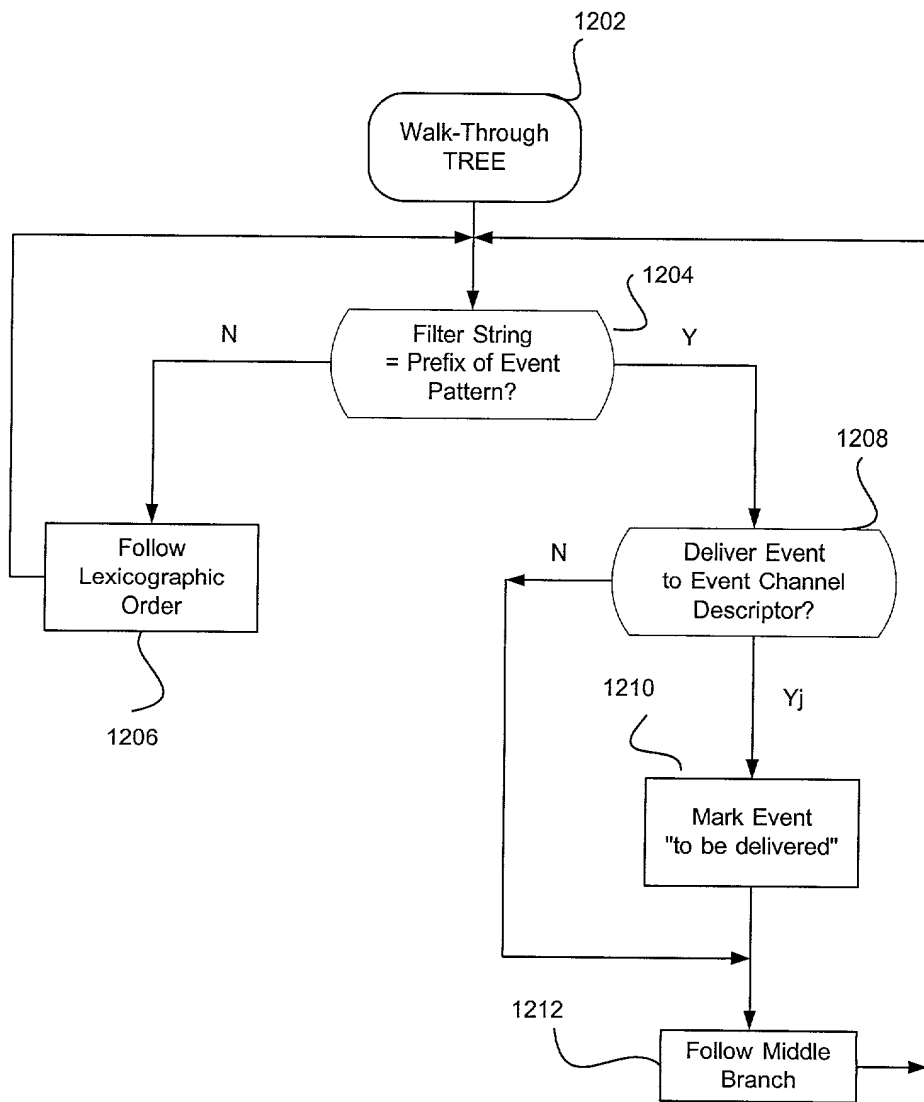 1202
Walk-Through
TREE
1204
N
Filter String
= Prefix of Event
Pattern?
Y
1208
Follow
Lexicographic
Order
N
Deliver Event
to Event Channel
Descriptor?
1206
1210
Yj
Mark Event
"to be delivered"
1212
Follow Middle
Branch